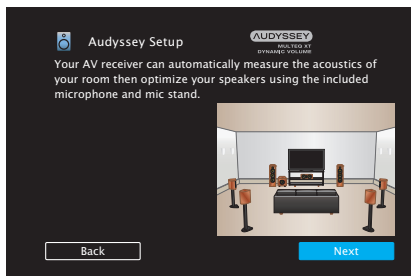 Audyssey Setup
AUDYSSEY
MULTEQ XT
DYNAMIC VOLUME
Your AV receiver can automatically measure the acoustics of
your room then optimize your speakers using the included
microphone and mic stand.
Back
Next